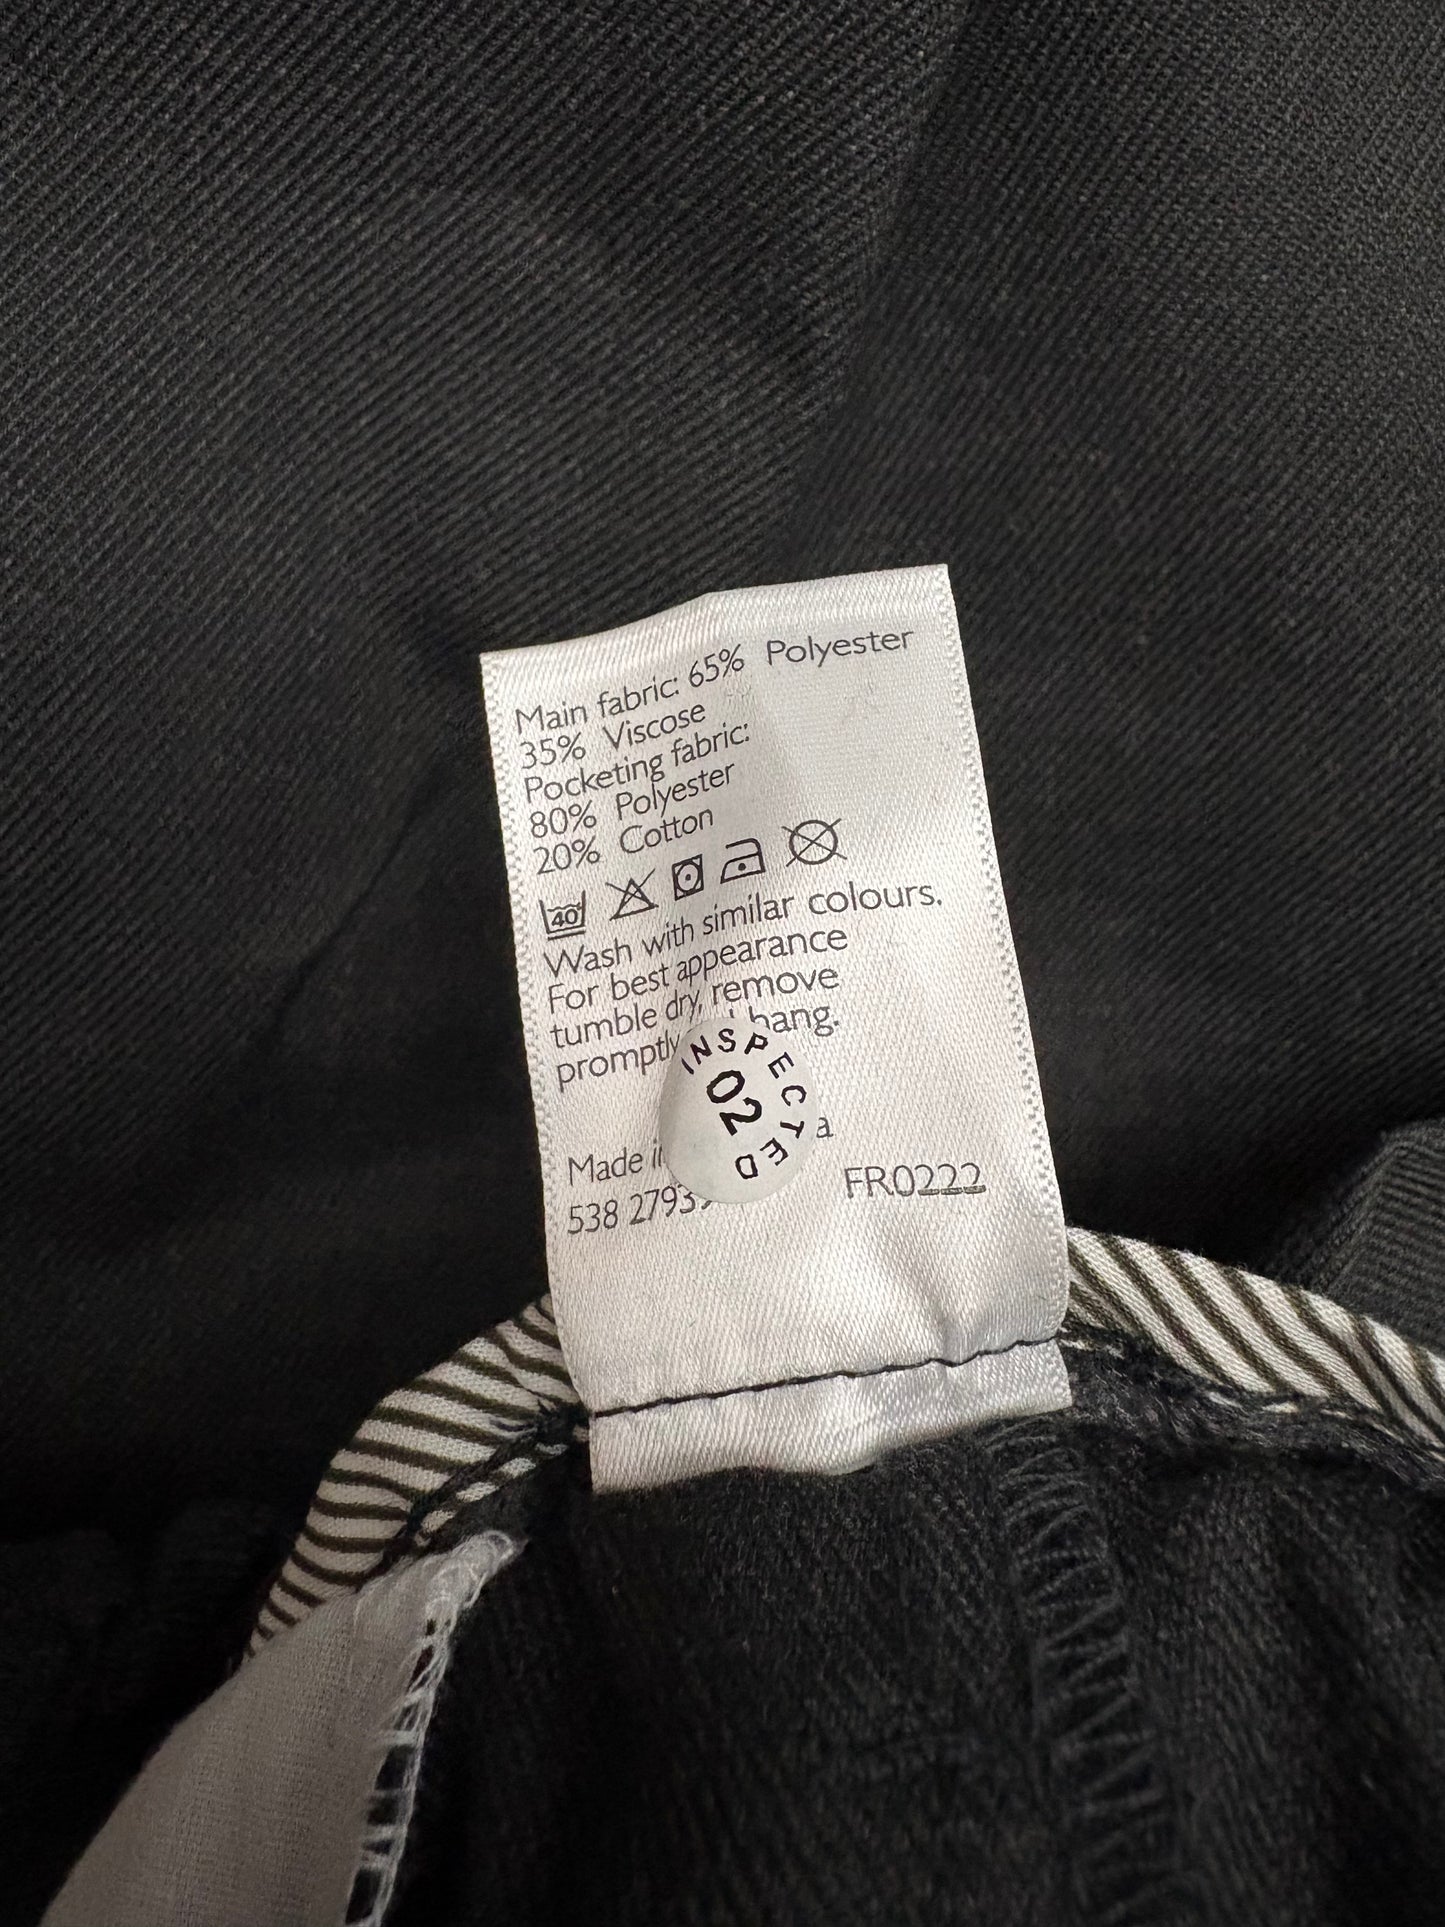 Main fabric: 65% Polyester
35% Viscose
Pocketing fabric:
80% Polyester
20% Cotton
40
Wash with similar colours.
For best appearance
tumble dry, remove
promptly hang.
INSPECTED
02
Made
538 FR0222